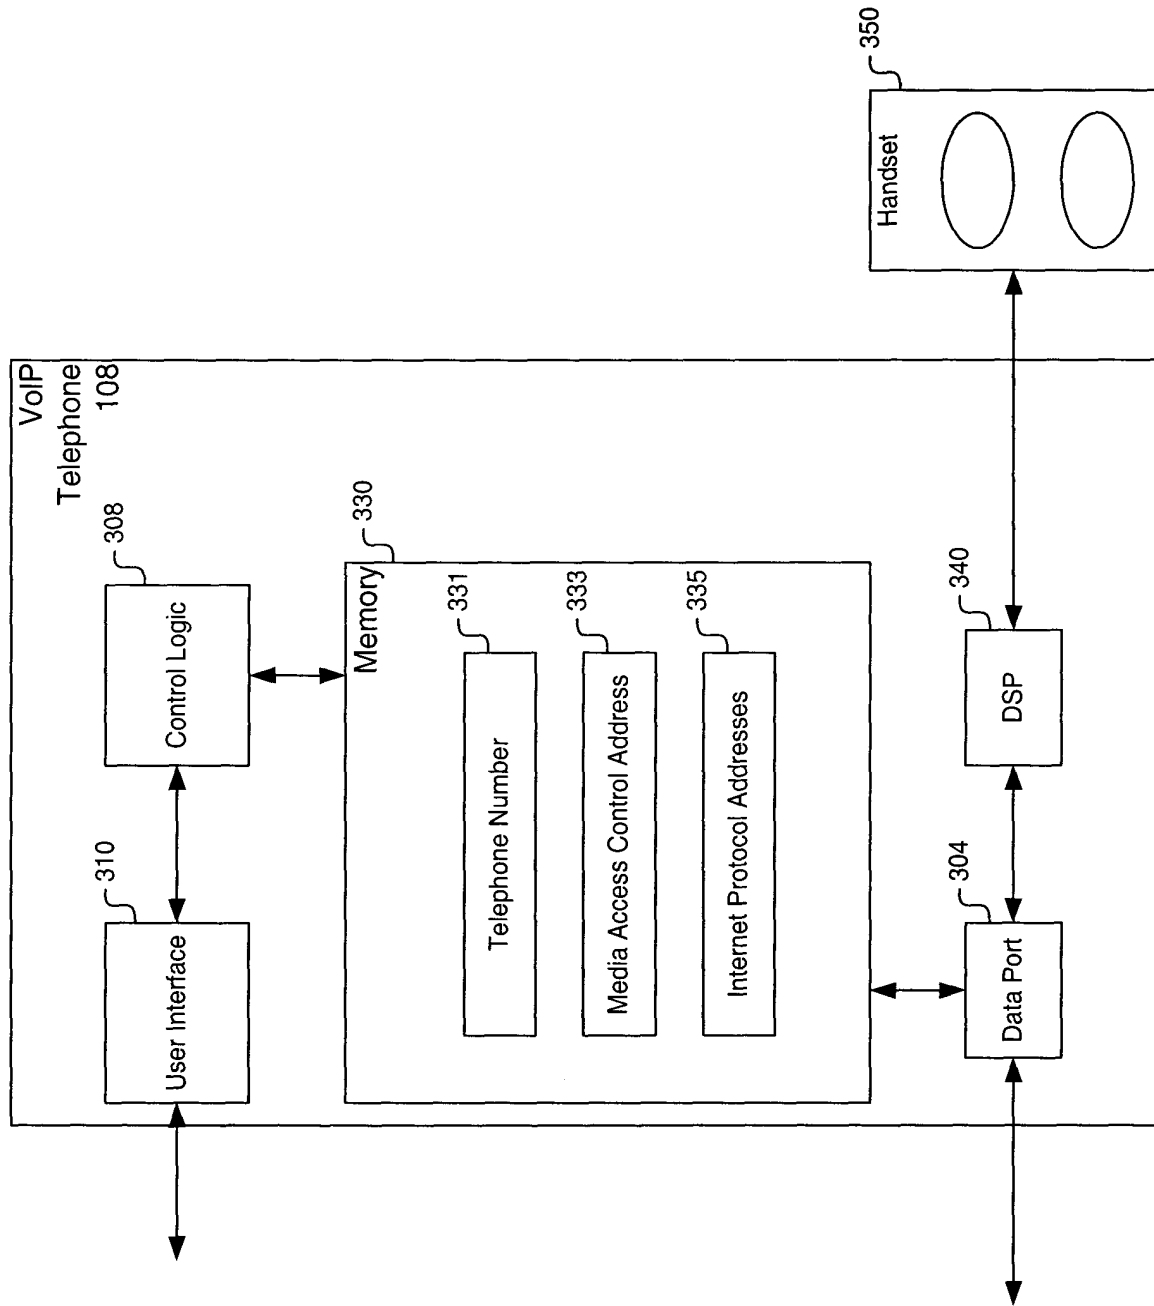 VoIP
Telephone
108
310
User Interface
308
Control Logic
330
Memory
331
Telephone Number
333
Media Access Control Address
335
Internet Protocol Addresses
304
Data Port
340
DSP
350
Handset